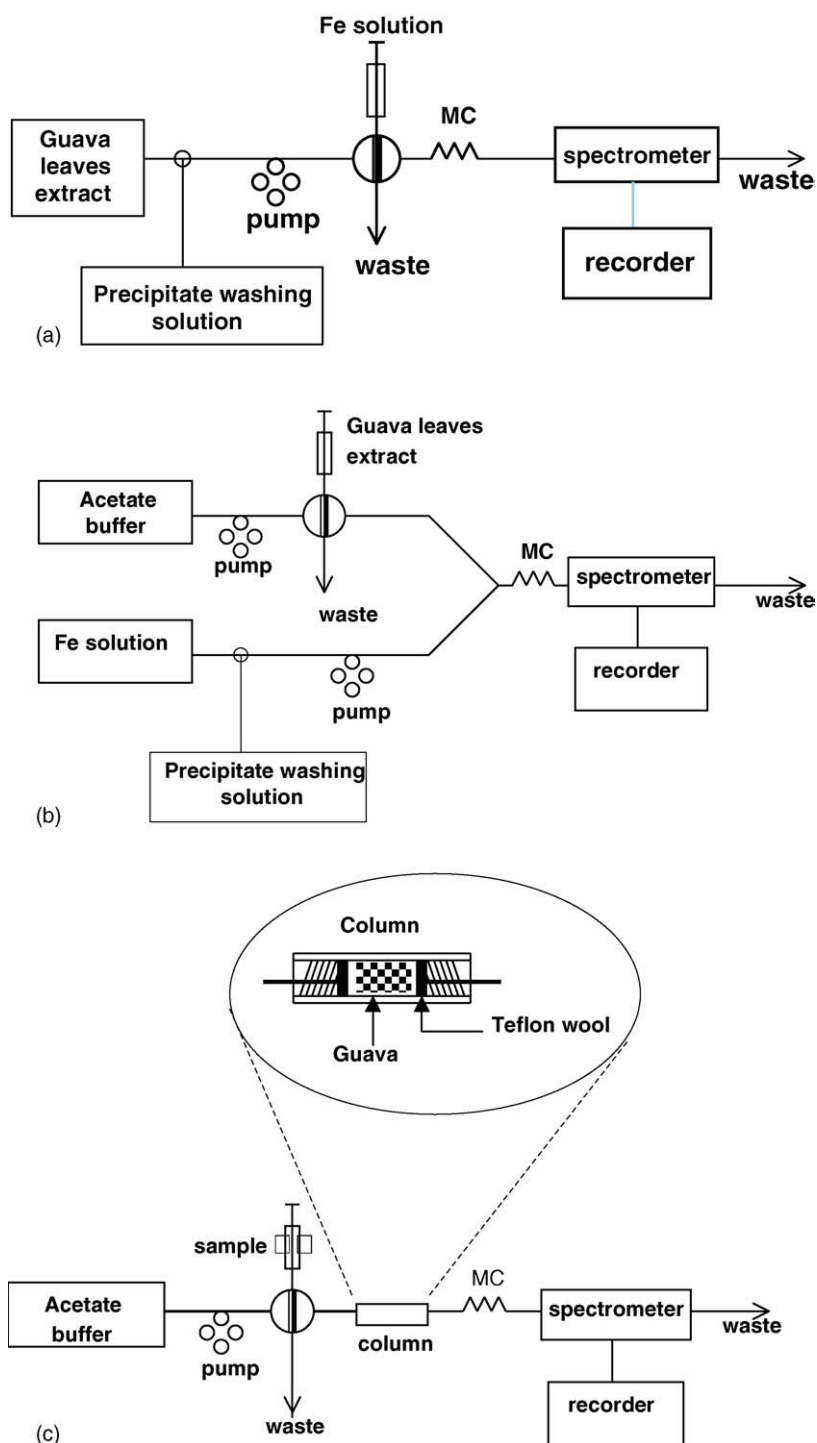 Fe solution
Guava
leaves
extract
MC
spectrometer
waste
pump
waste
recorder
Precipitate washing
solution
(a)
Guava leaves
extract
Acetate
buffer
pump
MC
spectrometer
waste
waste
Fe solution
recorder
pump
Precipitate washing
solution
(b)
Column
Teflon wool
Guava
sample
MC
Acetate
buffer
spectrometer
waste
column
pump
waste
recorder
(c)